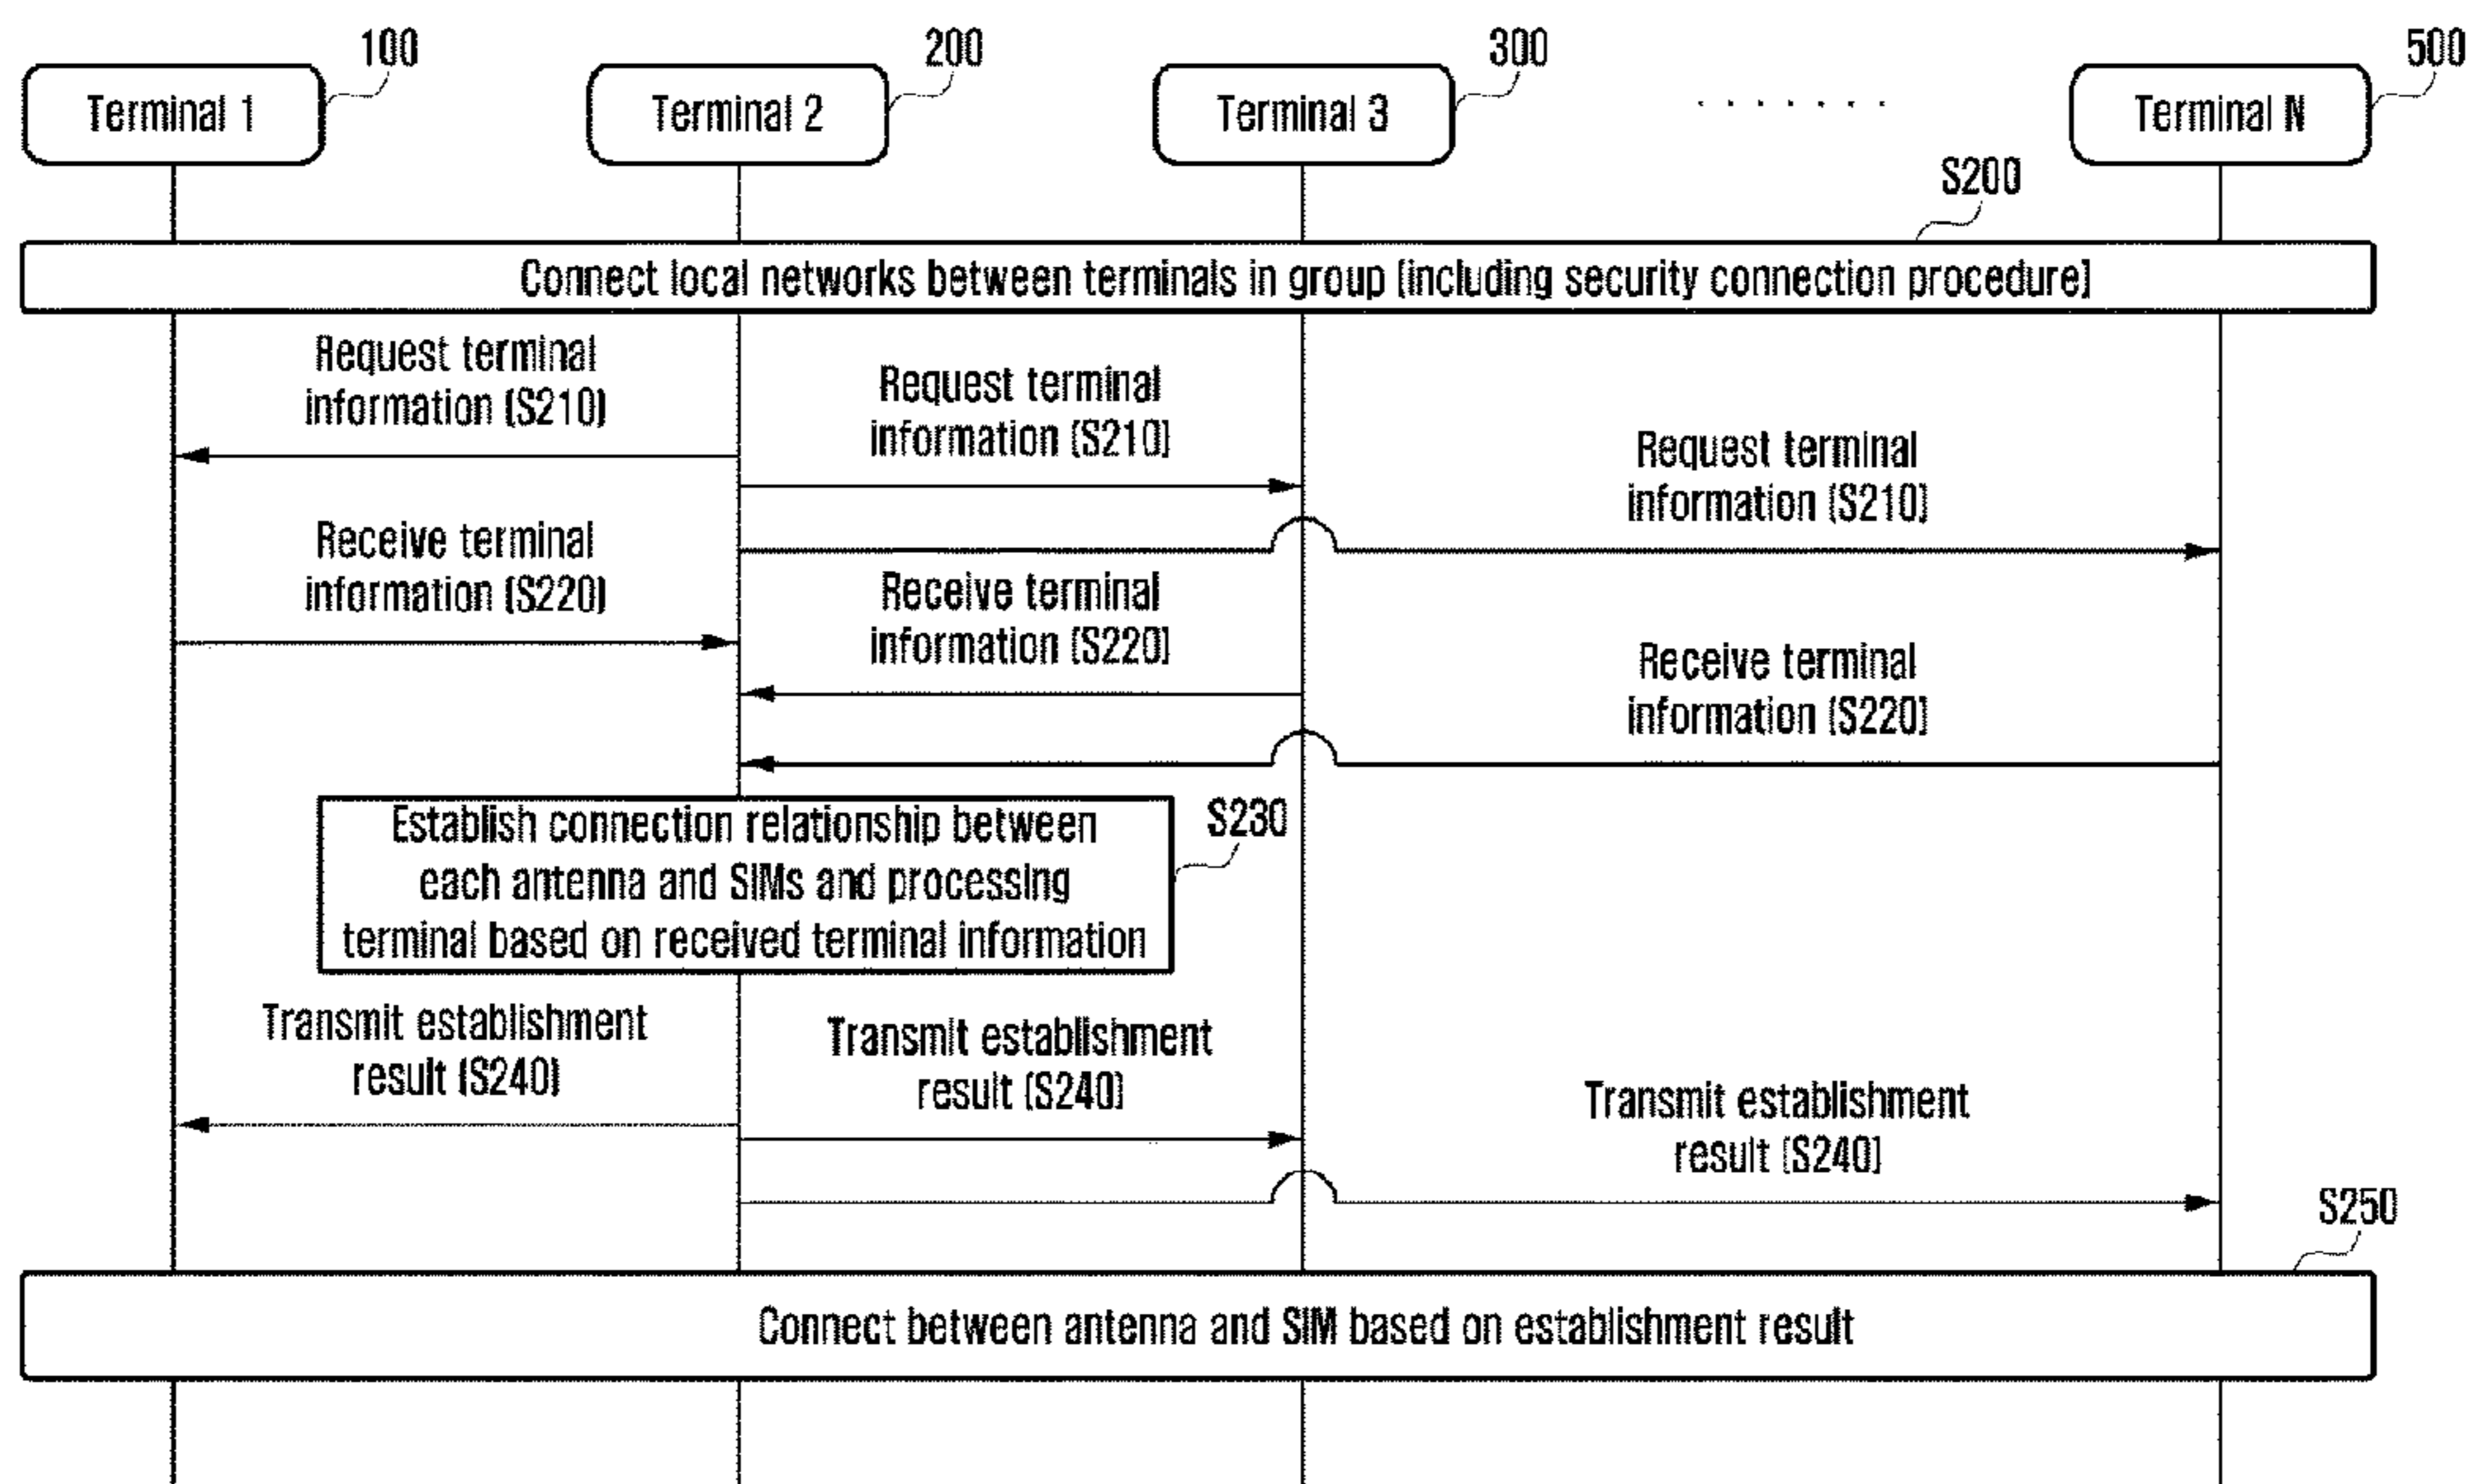 100
200
300
500
Terminal 1
Terminal 2
Terminal 3
. . . . . . .
Terminal N
S200
Connect local networks between terminals in group [including security connection procedure]
Request terminal
information (S210)
Request terminal
information (S210)
Request terminal
information (S210)
Receive terminal
information (S220)
Receive terminal
information (S220)
Receive terminal
information (S220)
S230
Establish connection relationship between
each antenna and SIMs and processing
terminal based on received terminal information
Transmit establishment
result (S240)
Transmit establishment
result (S240)
Transmit establishment
result (S240)
S250
Connect between antenna and SIM based on establishment result